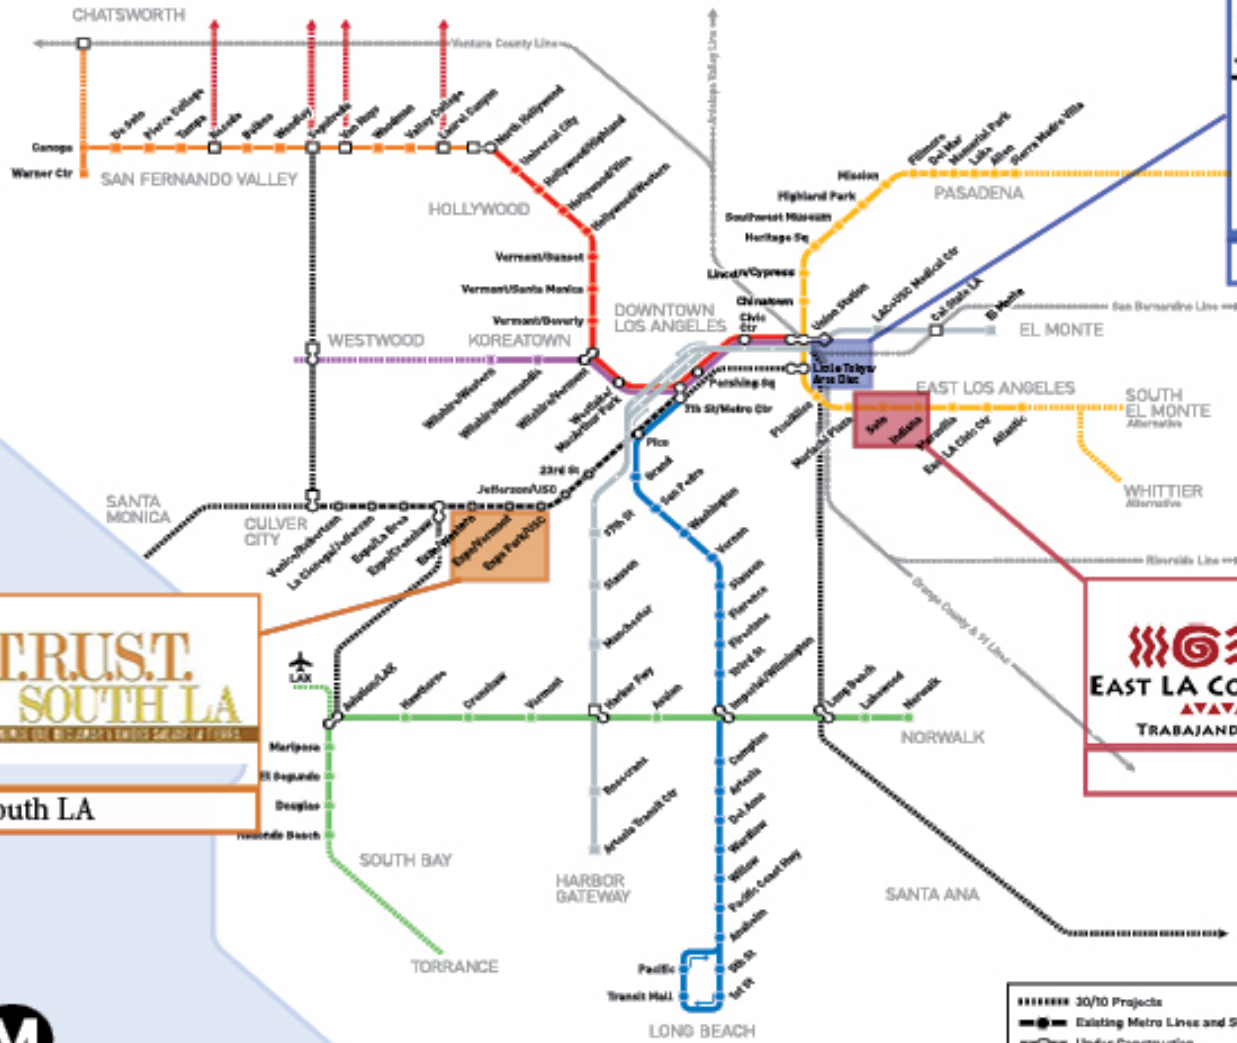 CHATSWORTH
Ventura County Line
Antelope Valley Line
De Soto
Pierce College
Tampa
Reseda
Balboa
Woodley
Sepulveda
Van Nuys
Woodman
Valley College
Laurel Canyon
North Hollywood
Universal City
Hollywood/Highland
Hollywood/Vine
Hollywood/Western
Canoga
Warner Ctr
SAN FERNANDO VALLEY
HOLLYWOOD
Vermont/Sunset
Vermont/Santa Monica
Vermont/Beverly
Fillmore
Del Mar
Memorial Park
Lake
Allen
Sierra Madre Villa
Mission
PASADENA
Highland Park
Southwest Museum
Heritage Sq
Lincoln/Cypress
Chinatown
Union Station
LAC+USC Medical Ctr
Cal State LA
El Monte
San Bernardino Line
EL MONTE
DOWNTOWN
LOS ANGELES
Civic
Ctr
WESTWOOD
KOREATOWN
Wilshire/Western
Wilshire/Normandie
Wilshire/Vermont
Westlake/
MacArthur Park
Pershing Sq
7th St/Metro Ctr
Little Tokyo/
Arts Dist
Pico/Aliso
Mariachi Plaza
Soto
Indiana
Maravilla
East LA Civic Ctr
Atlantic
EAST LOS ANGELES
SOUTH
EL MONTE
Alternative
WHITTIER
Alternative
Pico
Grand
San Pedro
Washington
Vernon
Slauson
Florence
Firestone
103rd St
Imperial/Wilmington
23rd St
Jefferson/USC
SANTA
MONICA
CULVER
CITY
Venice/Robertson
La Cienega/Jefferson
Expo/La Brea
Expo/Crenshaw
Expo/Western
Expo/Vermont
Expo Park/USC
37th St
Slauson
Manchester
Harbor Fwy
Riverside Line
Orange County & 91 Lines
T.R.U.S.T.
SOUTH LA
outh LA
LAX
Aviation/LAX
Hawthorne
Crenshaw
Vermont
Avalon
Long Beach
Lakewood
Norwalk
NORWALK
EAST LA CO
TRABAJAND
Mariposa
El Segundo
Douglas
Redondo Beach
SOUTH BAY
TORRANCE
Rosecrans
Artesia Transit Ctr
HARBOR
GATEWAY
Compton
Artesia
Del Amo
Wardlow
Willow
Pacific Coast Hwy
Anaheim
5th St
1st St
Pacific
Transit Mall
LONG BEACH
SANTA ANA
M
30/10 Projects
Existing Metro Lines and S
Under Construction